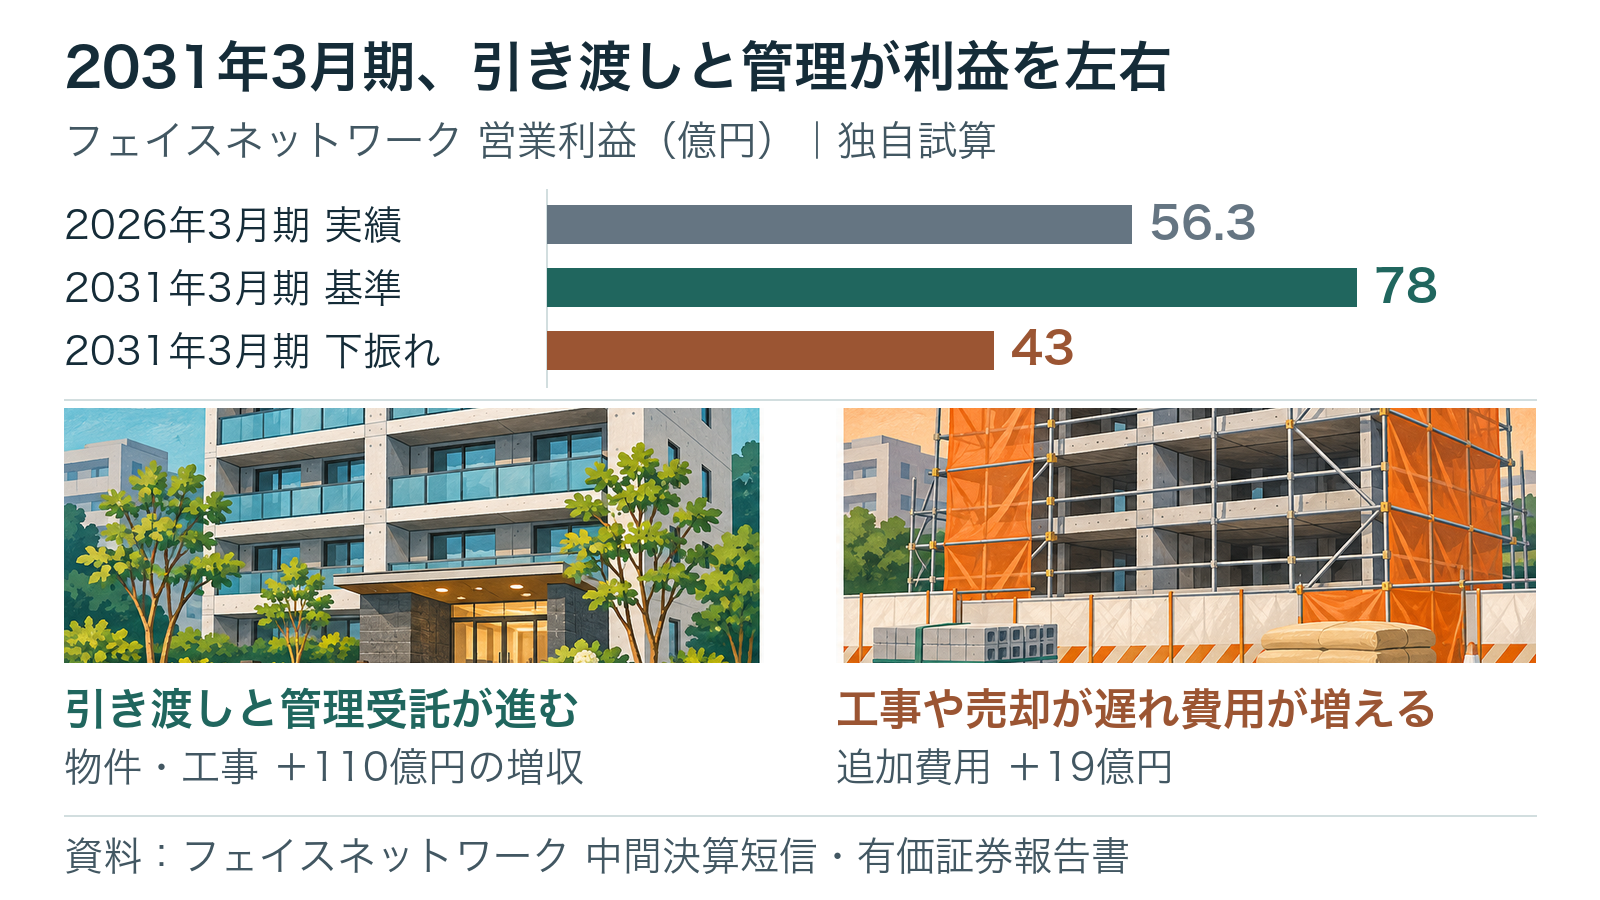 2031年3月期、引き渡しと管理が利益を左右
フェイスネットワーク 営業利益（億円）｜独自試算
2026年3月期 実績
56.3
2031年3月期 基準
78
2031年3月期 下振れ
43
引き渡しと管理受託が進む
物件・工事 ＋110億円の増収
工事や売却が遅れ費用が増える
追加費用 ＋19億円
資料：フェイスネットワーク 中間決算短信・有価証券報告書